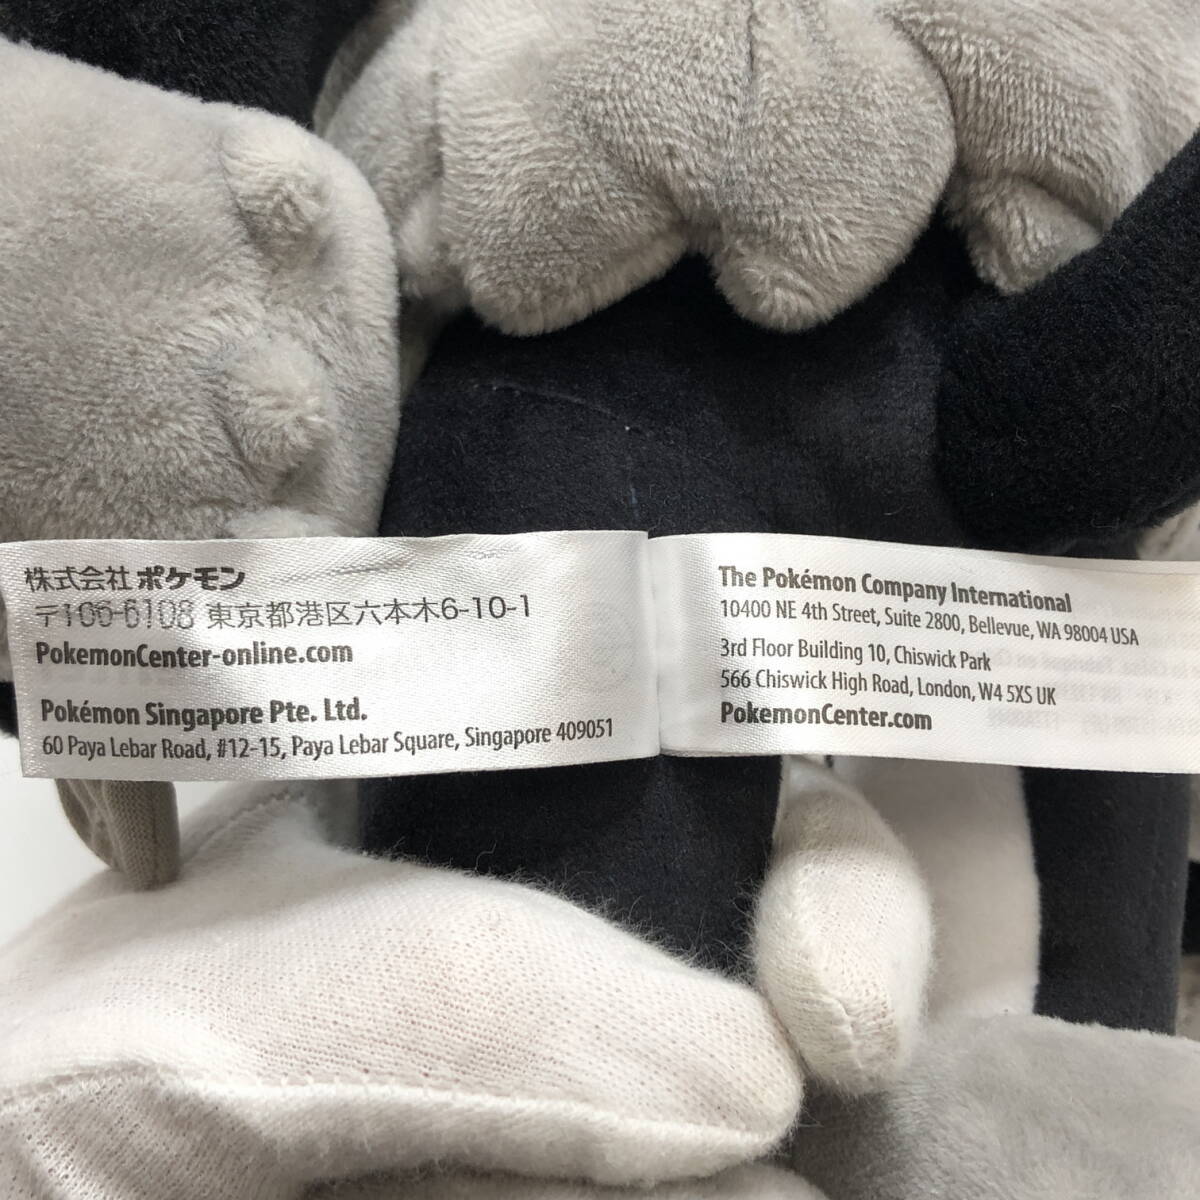 株式会社 ポケモン
〒106-6108 東京都港区六本木6-10-1
PokemonCenter-online.com
Pokémon Singapore Pte. Ltd.
60 Paya Lebar Road, #12-15, Paya Lebar Square, Singapore 409051
The Pokémon Company International
10400 NE 4th Street, Suite 2800, Bellevue, WA 98004 USA
3rd Floor Building 10, Chiswick Park
566 Chiswick High Road, London, W4 5XS UK
PokemonCenter.com